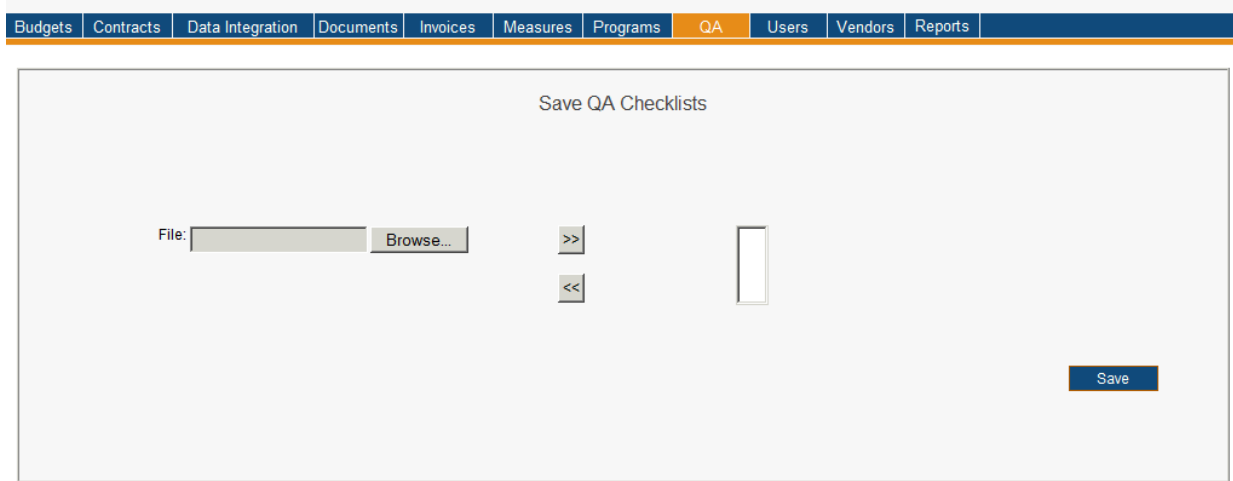 Budgets Contracts Data Integration Documents Invoices Measures Programs QA Users Vendors Reports
Save QA Checklists
File: Browse... >>
<<
Save